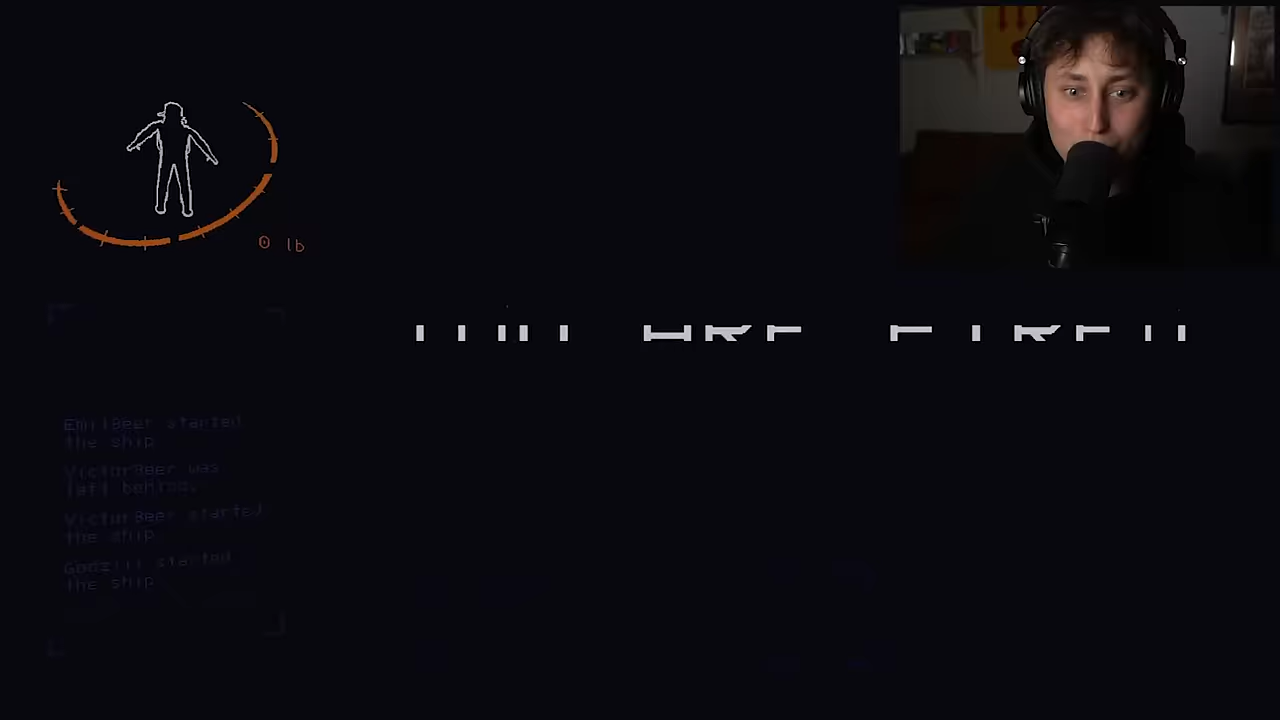 0 lb
YOU ARE FIRED
EmilBeer started
the ship
VictorBeer was
left behind.
VictorBeer started
the ship
started
the ship